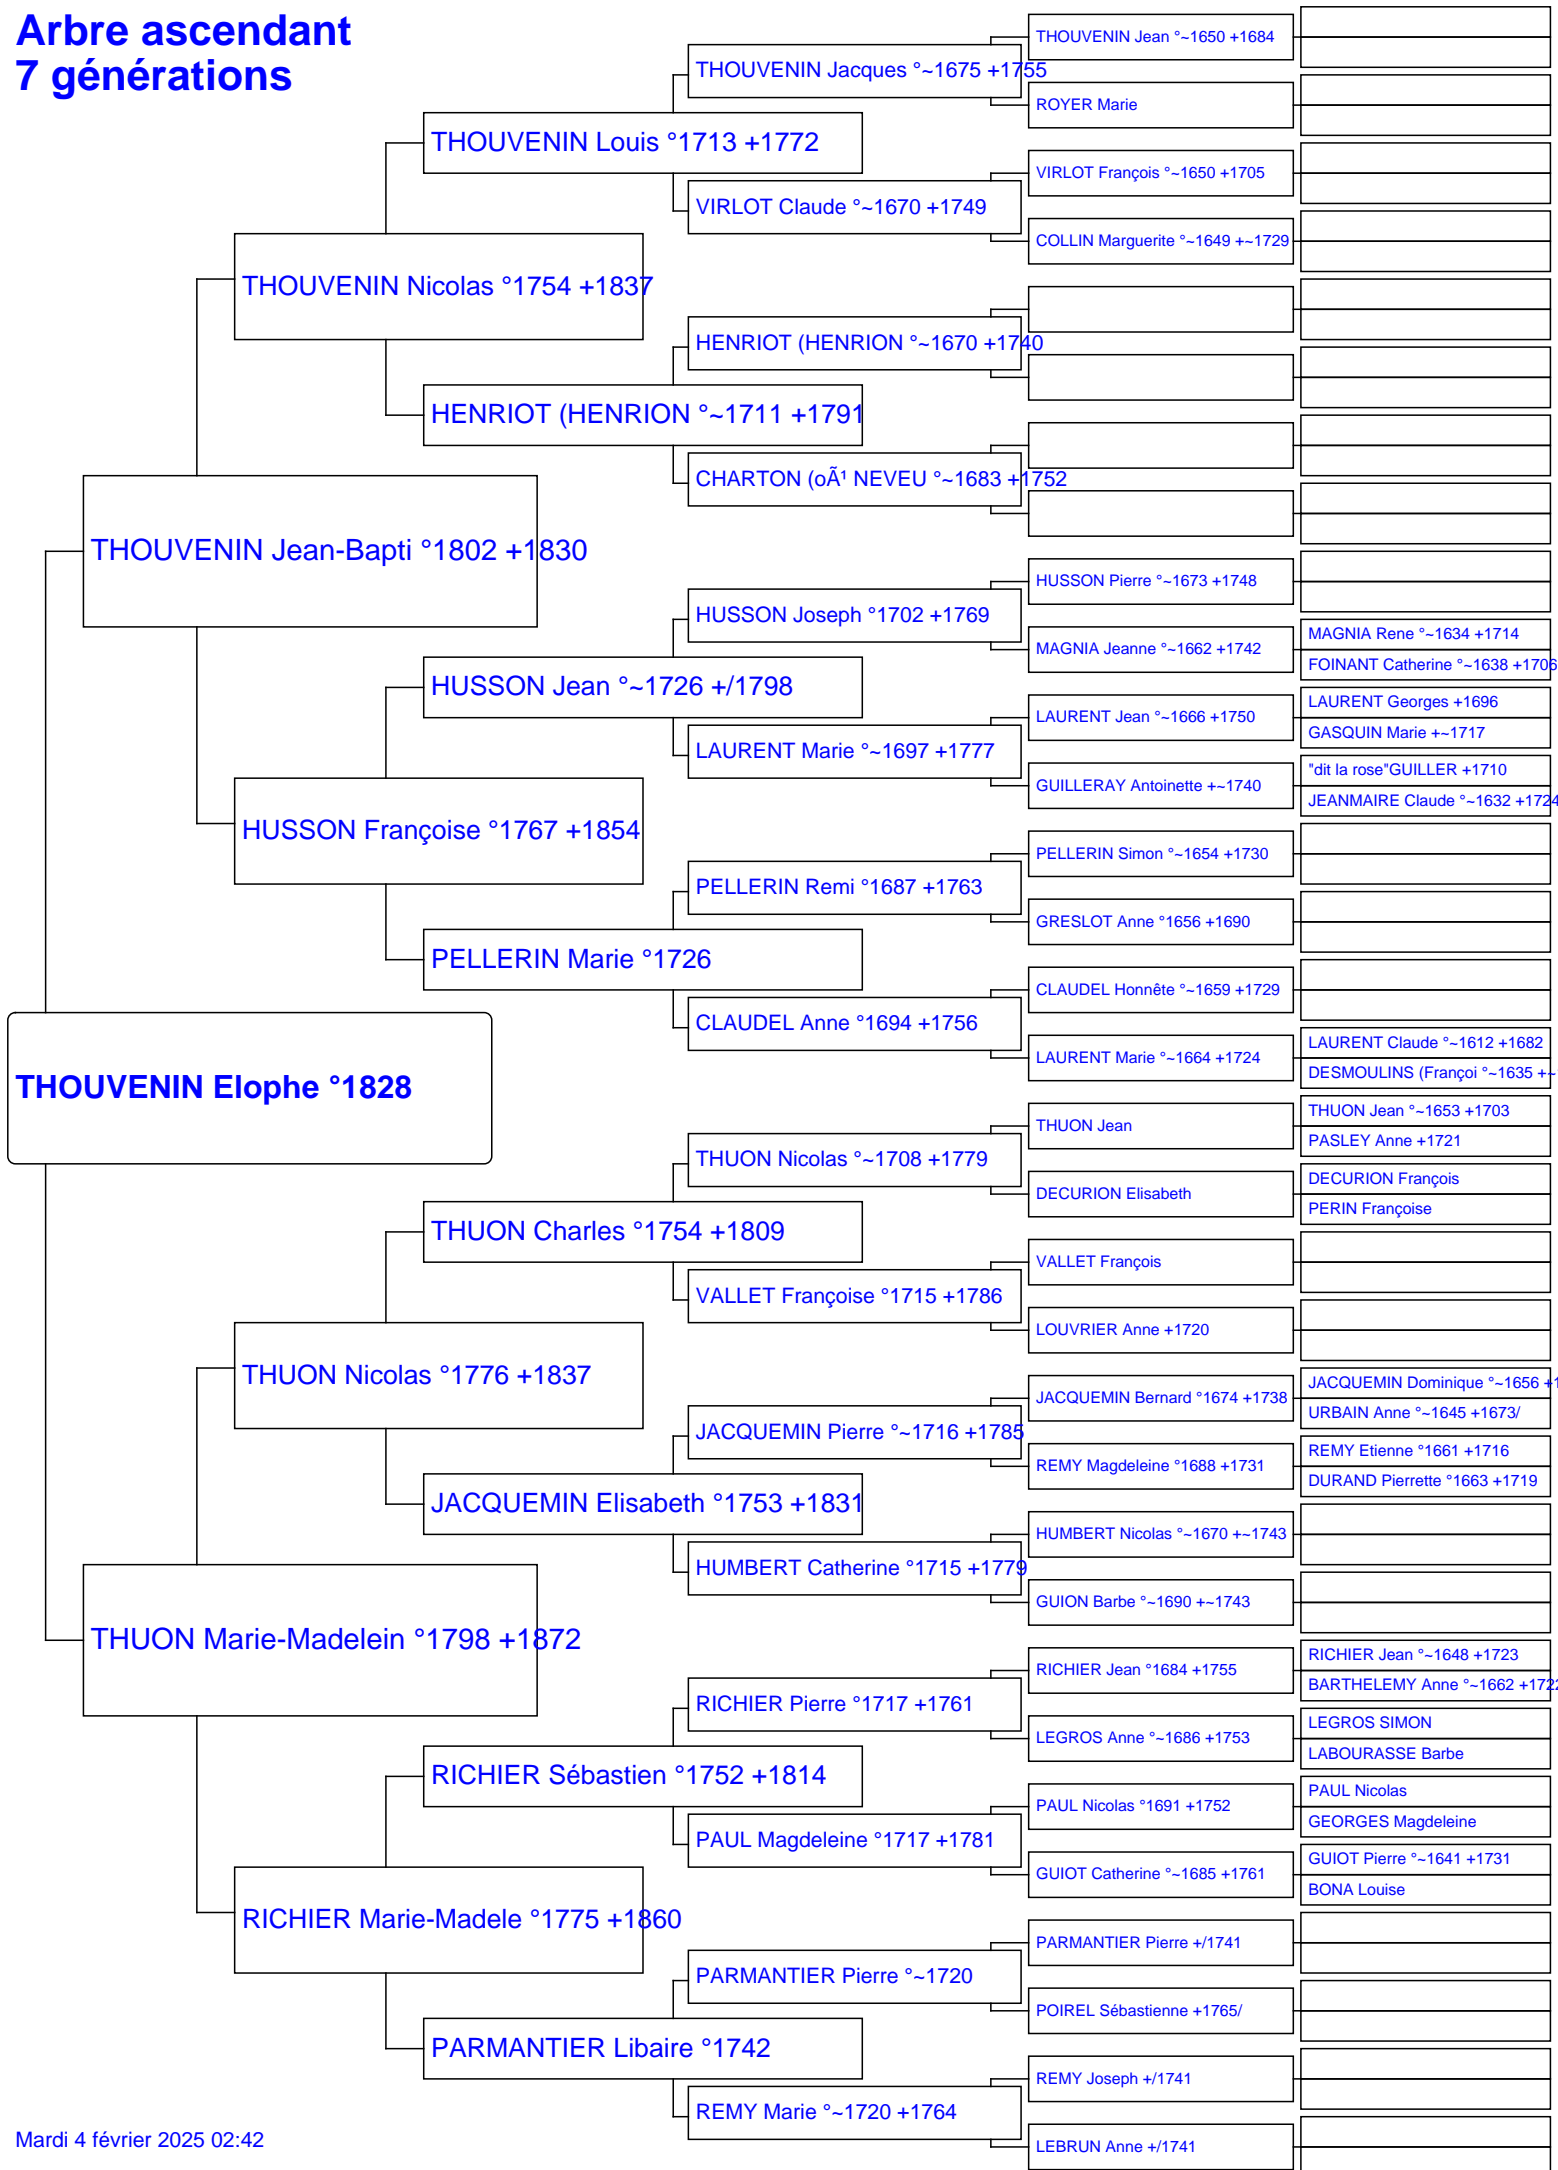 Arbre ascendant
7 générations
THOUVENIN Elophe °1828
THOUVENIN Jean-Bapti °1802 +1830
THUON Marie-Madelein °1798 +1872
THOUVENIN Nicolas °1754 +1837
HUSSON Françoise °1767 +1854
THUON Nicolas °1776 +1837
RICHIER Marie-Madele °1775 +1860
THOUVENIN Louis °1713 +1772
HENRIOT (HENRION °~1711 +1791
HUSSON Jean °~1726 +/1798
PELLERIN Marie °1726
THUON Charles °1754 +1809
JACQUEMIN Elisabeth °1753 +1831
RICHIER Sébastien °1752 +1814
PARMANTIER Libaire °1742
THOUVENIN Jacques °~1675 +1755
VIRLOT Claude °~1670 +1749
HENRIOT (HENRION °~1670 +1740
CHARTON (oÃ¹ NEVEU °~1683 +1752
HUSSON Joseph °1702 +1769
LAURENT Marie °~1697 +1777
PELLERIN Remi °1687 +1763
CLAUDEL Anne °1694 +1756
THUON Nicolas °~1708 +1779
VALLET Françoise °1715 +1786
JACQUEMIN Pierre °~1716 +1785
HUMBERT Catherine °1715 +1779
RICHIER Pierre °1717 +1761
PAUL Magdeleine °1717 +1781
PARMANTIER Pierre °~1720
REMY Marie °~1720 +1764
THOUVENIN Jean °~1650 +1684
ROYER Marie
VIRLOT François °~1650 +1705
COLLIN Marguerite °~1649 +~1729
HUSSON Pierre °~1673 +1748
MAGNIA Jeanne °~1662 +1742
LAURENT Jean °~1666 +1750
GUILLERAY Antoinette +~1740
PELLERIN Simon °~1654 +1730
GRESLOT Anne °1656 +1690
CLAUDEL Honnête °~1659 +1729
LAURENT Marie °~1664 +1724
THUON Jean
DECURION Elisabeth
VALLET François
LOUVRIER Anne +1720
JACQUEMIN Bernard °1674 +1738
REMY Magdeleine °1688 +1731
HUMBERT Nicolas °~1670 +~1743
GUION Barbe °~1690 +~1743
RICHIER Jean °1684 +1755
LEGROS Anne °~1686 +1753
PAUL Nicolas °1691 +1752
GUIOT Catherine °~1685 +1761
PARMANTIER Pierre +/1741
POIREL Sébastienne +1765/
REMY Joseph +/1741
LEBRUN Anne +/1741
MAGNIA Rene °~1634 +1714
FOINANT Catherine °~1638 +1706
LAURENT Georges +1696
GASQUIN Marie +~1717
"dit la rose"GUILLER +1710
JEANMAIRE Claude °~1632 +1724
LAURENT Claude °~1612 +1682
DESMOULINS (Françoi °~1635 +~
THUON Jean °~1653 +1703
PASLEY Anne +1721
DECURION François
PERIN Françoise
JACQUEMIN Dominique °~1656 +1
URBAIN Anne °~1645 +1673/
REMY Etienne °1661 +1716
DURAND Pierrette °1663 +1719
RICHIER Jean °~1648 +1723
BARTHELEMY Anne °~1662 +1722
LEGROS SIMON
LABOURASSE Barbe
PAUL Nicolas
GEORGES Magdeleine
GUIOT Pierre °~1641 +1731
BONA Louise
Mardi 4 février 2025 02:42